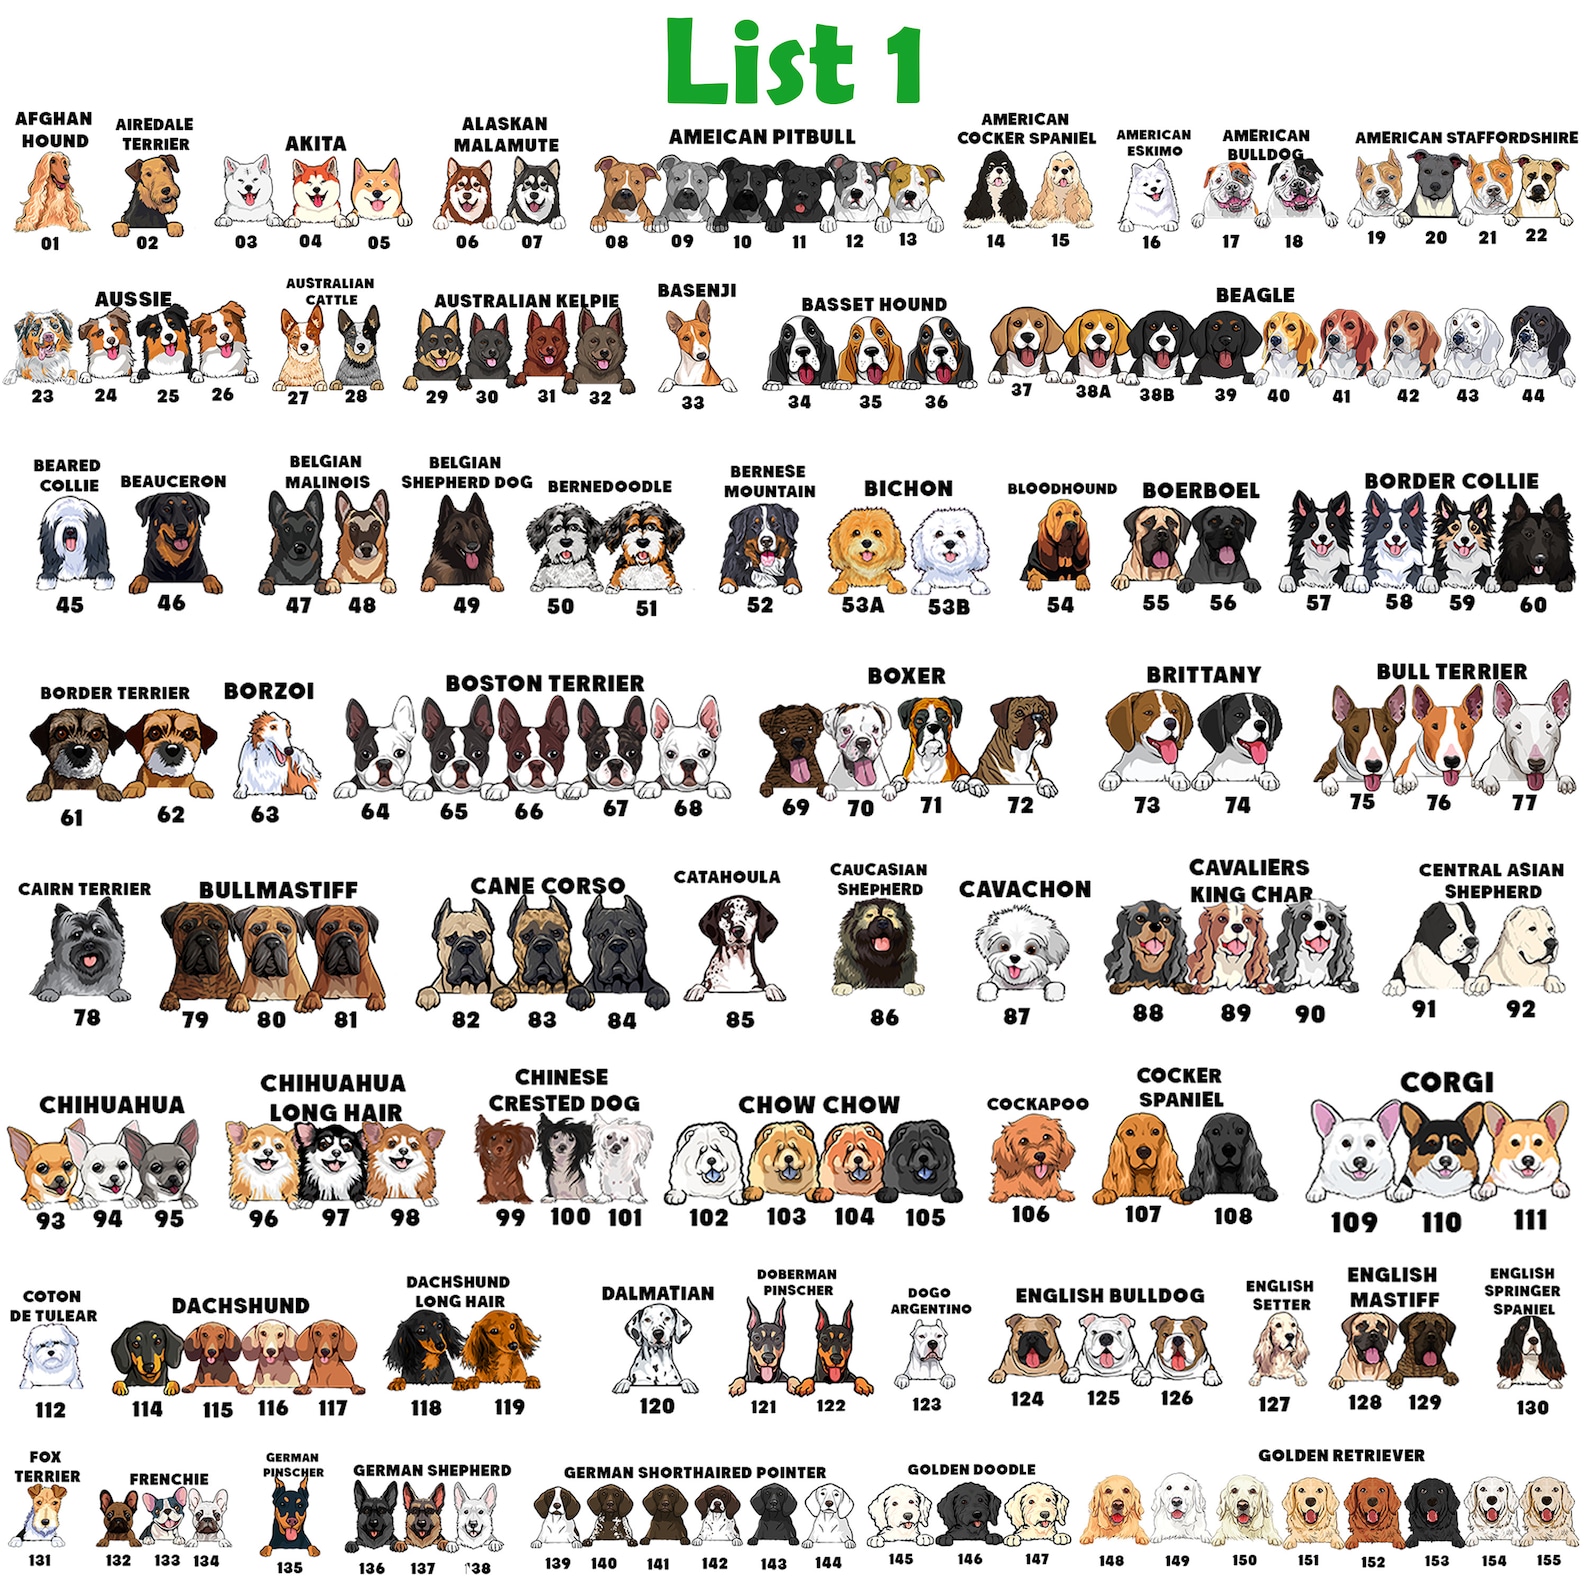 List 1
AFGHAN
HOUND
AIREDALE
TERRIER
AKITA
ALASKAN
MALAMUTE
AMEICAN PITBULL
AMERICAN
COCKER SPANIEL
AMERICAN
ESKIMO
AMERICAN
BULLDOG
AMERICAN STAFFORDSHIRE
01 02 03 04 05 06 07 08 09 10 11 12 13 14 15 16 17 18 19 20 21 22
AUSSIE
AUSTRALIAN
CATTLE
AUSTRALIAN KELPIE
BASENJI
BASSET HOUND
BEAGLE
23 24 25 26 27 28 29 30 31 32 33 34 35 36 37 38A 38B 39 40 41 42 43 44
BEARED
COLLIE
BEAUCERON
BELGIAN
MALINOIS
BELGIAN
SHEPHERD DOG
BERNEDOODLE
BERNESE
MOUNTAIN
BICHON
BLOODHOUND
BOERBOEL
BORDER COLLIE
45 46 47 48 49 50 51 52 53A 53B 54 55 56 57 58 59 60
BORDER TERRIER
BORZOI
BOSTON TERRIER
BOXER
BRITTANY
BULL TERRIER
61 62 63 64 65 66 67 68 69 70 71 72 73 74 75 76 77
CAIRN TERRIER
BULLMASTIFF
CANE CORSO
CATAHOULA
CAUCASIAN
SHEPHERD
CAVACHON
CAVALIERS
KING CHAR
CENTRAL ASIAN
SHEPHERD
78 79 80 81 82 83 84 85 86 87 88 89 90 91 92
CHIHUAHUA
CHIHUAHUA
LONG HAIR
CHINESE
CRESTED DOG
CHOW CHOW
COCKAPOO
COCKER
SPANIEL
CORGI
93 94 95 96 97 98 99 100 101 102 103 104 105 106 107 108 109 110 111
COTON
DE TULEAR
DACHSHUND
DACHSHUND
LONG HAIR
DALMATIAN
DOBERMAN
PINSCHER
DOGO
ARGENTINO
ENGLISH BULLDOG
ENGLISH
SETTER
ENGLISH
MASTIFF
ENGLISH
SPRINGER
SPANIEL
112 114 115 116 117 118 119 120 121 122 123 124 125 126 127 128 129 130
FOX
TERRIER
FRENCHIE
GERMAN
PINSCHER
GERMAN SHEPHERD
GERMAN SHORTHAIRED POINTER
GOLDEN DOODLE
GOLDEN RETRIEVER
131 132 133 134 135 136 137 138 139 140 141 142 143 144 145 146 147 148 149 150 151 152 153 154 155